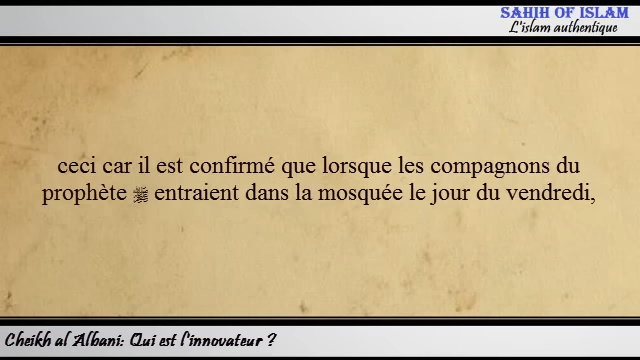 SAHIH OF ISLAM
L'islam authentique
ceci car il est confirmé que lorsque les compagnons du
prophète ﷺ entraient dans la mosquée le jour du vendredi,
Cheikh al Albani: Qui est l'innovateur ?